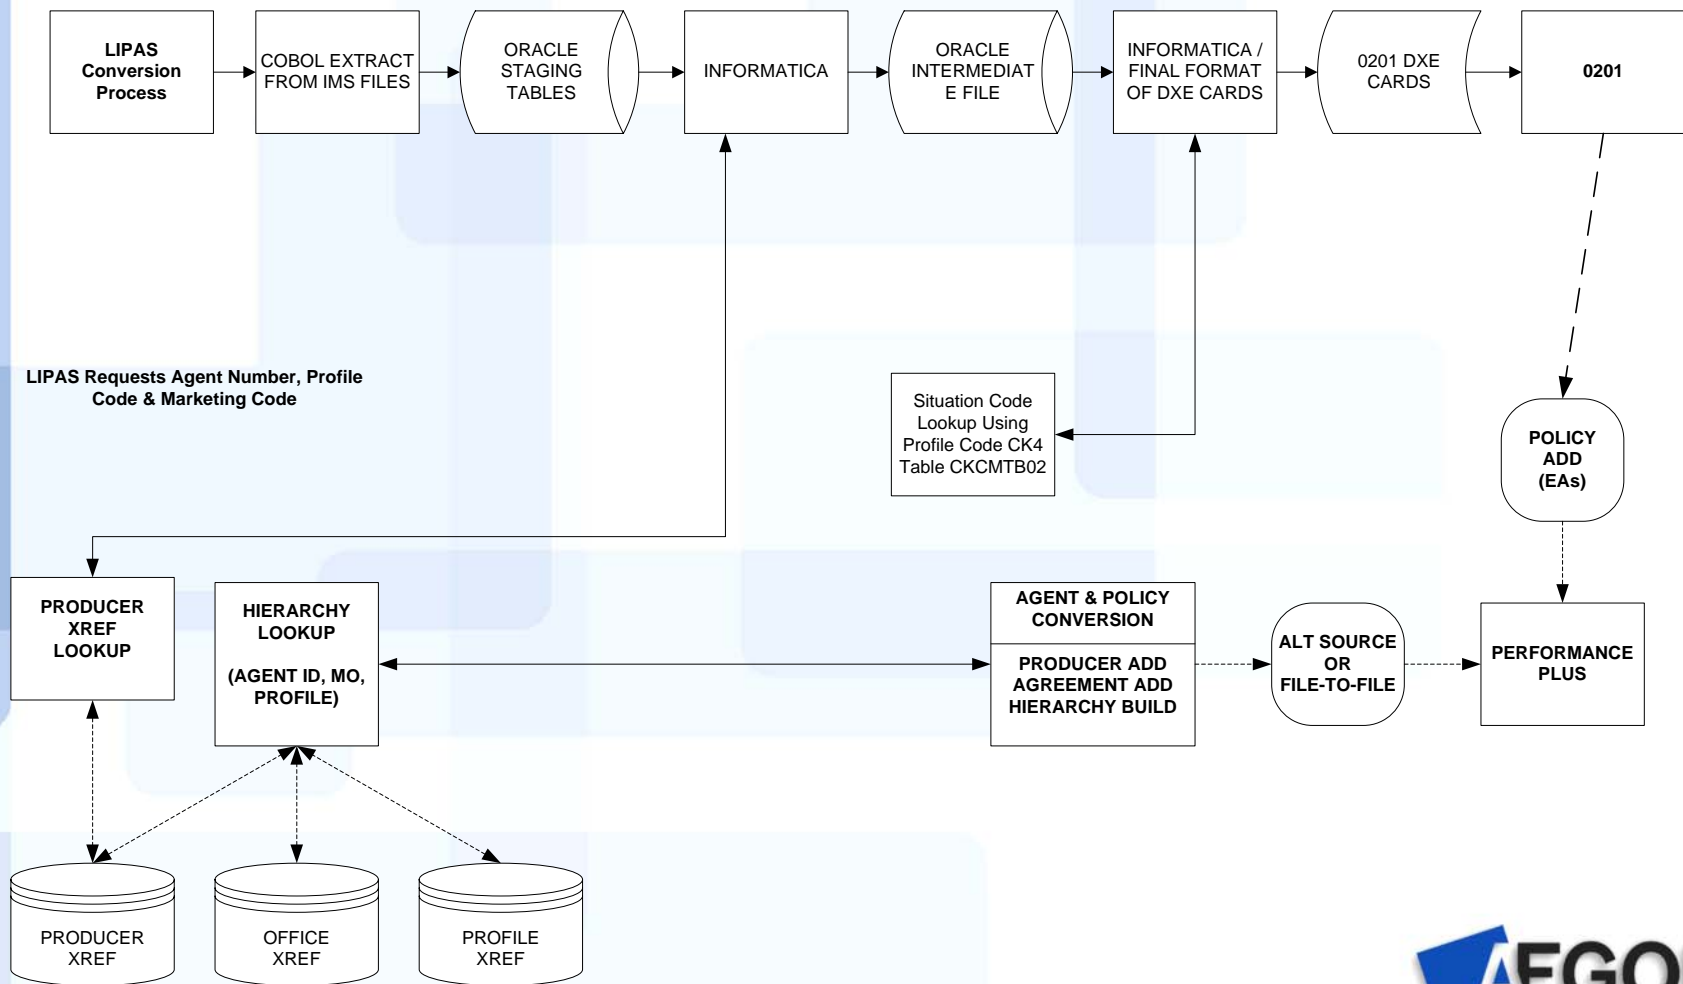 LIPAS
Conversion
Process
COBOL EXTRACT
FROM IMS FILES
ORACLE
STAGING
TABLES
INFORMATICA
ORACLE
INTERMEDIAT
E FILE
INFORMATICA /
FINAL FORMAT
OF DXE CARDS
0201 DXE
CARDS
0201
LIPAS Requests Agent Number, Profile
Code & Marketing Code
Situation Code
Lookup Using
Profile Code CK4
Table CKCMTB02
POLICY
ADD
(EAs)
PRODUCER
XREF
LOOKUP
HIERARCHY
LOOKUP
(AGENT ID, MO,
PROFILE)
AGENT & POLICY
CONVERSION
PRODUCER ADD
AGREEMENT ADD
HIERARCHY BUILD
ALT SOURCE
OR
FILE-TO-FILE
PERFORMANCE
PLUS
PRODUCER
XREF
OFFICE
XREF
PROFILE
XREF